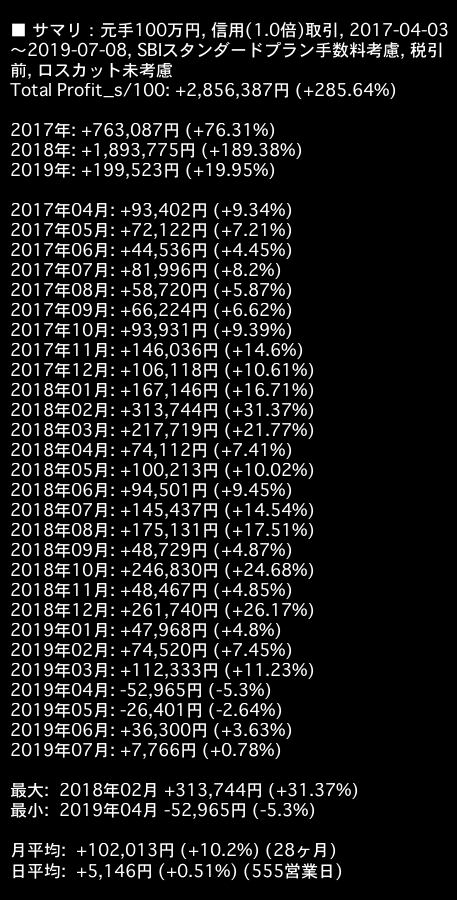 ■ サマリ：元手100万円, 信用(1.0倍)取引, 2017-04-03
～2019-07-08, SBIスタンダードプラン手数料考慮, 税引
前, ロスカット未考慮
Total Profit_s/100: +2,856,387円 (+285.64%)
2017年: +763,087円 (+76.31%)
2018年: +1,893,775円 (+189.38%)
2019年: +199,523円 (+19.95%)
2017年04月: +93,402円 (+9.34%)
2017年05月: +72,122円 (+7.21%)
2017年06月: +44,536円 (+4.45%)
2017年07月: +81,996円 (+8.2%)
2017年08月: +58,720円 (+5.87%)
2017年09月: +66,224円 (+6.62%)
2017年10月: +93,931円 (+9.39%)
2017年11月: +146,036円 (+14.6%)
2017年12月: +106,118円 (+10.61%)
2018年01月: +167,146円 (+16.71%)
2018年02月: +313,744円 (+31.37%)
2018年03月: +217,719円 (+21.77%)
2018年04月: +74,112円 (+7.41%)
2018年05月: +100,213円 (+10.02%)
2018年06月: +94,501円 (+9.45%)
2018年07月: +145,437円 (+14.54%)
2018年08月: +175,131円 (+17.51%)
2018年09月: +48,729円 (+4.87%)
2018年10月: +246,830円 (+24.68%)
2018年11月: +48,467円 (+4.85%)
2018年12月: +261,740円 (+26.17%)
2019年01月: +47,968円 (+4.8%)
2019年02月: +74,520円 (+7.45%)
2019年03月: +112,333円 (+11.23%)
2019年04月: -52,965円 (-5.3%)
2019年05月: -26,401円 (-2.64%)
2019年06月: +36,300円 (+3.63%)
2019年07月: +7,766円 (+0.78%)
最大: 2018年02月 +313,744円 (+31.37%)
最小: 2019年04月 -52,965円 (-5.3%)
月平均: +102,013円 (+10.2%) (28ヶ月)
日平均: +5,146円 (+0.51%) (555営業日)